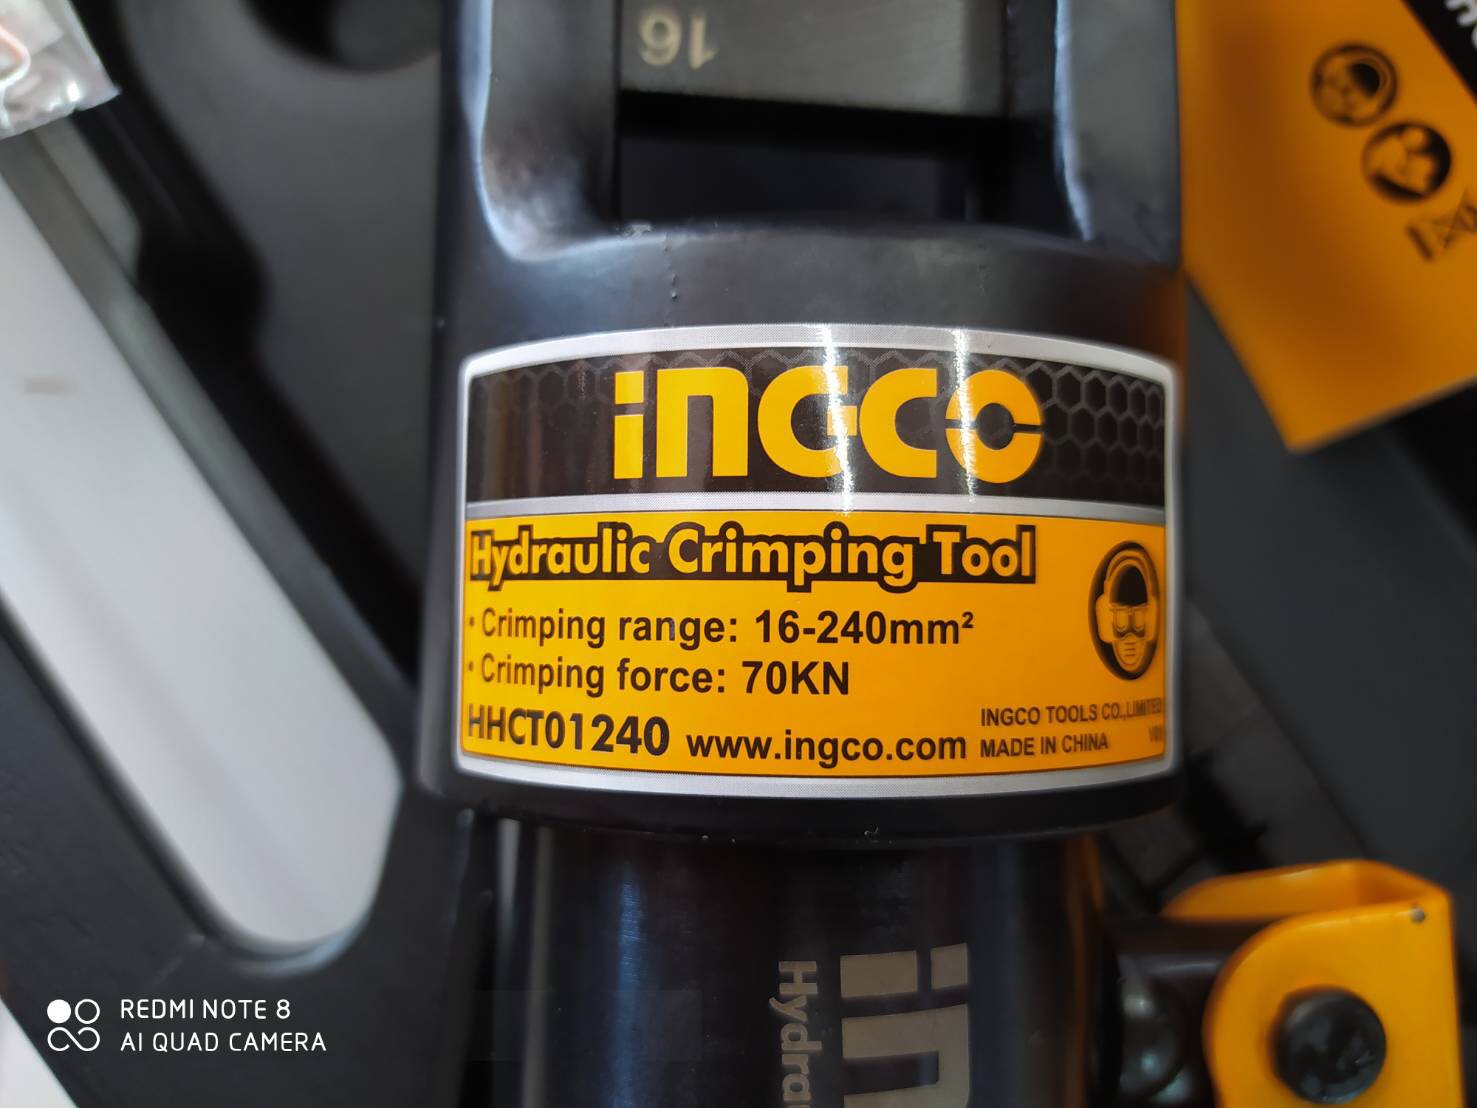 16
INGCO
Hydraulic Crimping Tool
• Crimping range: 16-240mm²
• Crimping force: 70KN
HHCT01240 www.ingco.com
INGCO TOOLS CO.,LIMITED
MADE IN CHINA
REDMI NOTE 8
AI QUAD CAMERA